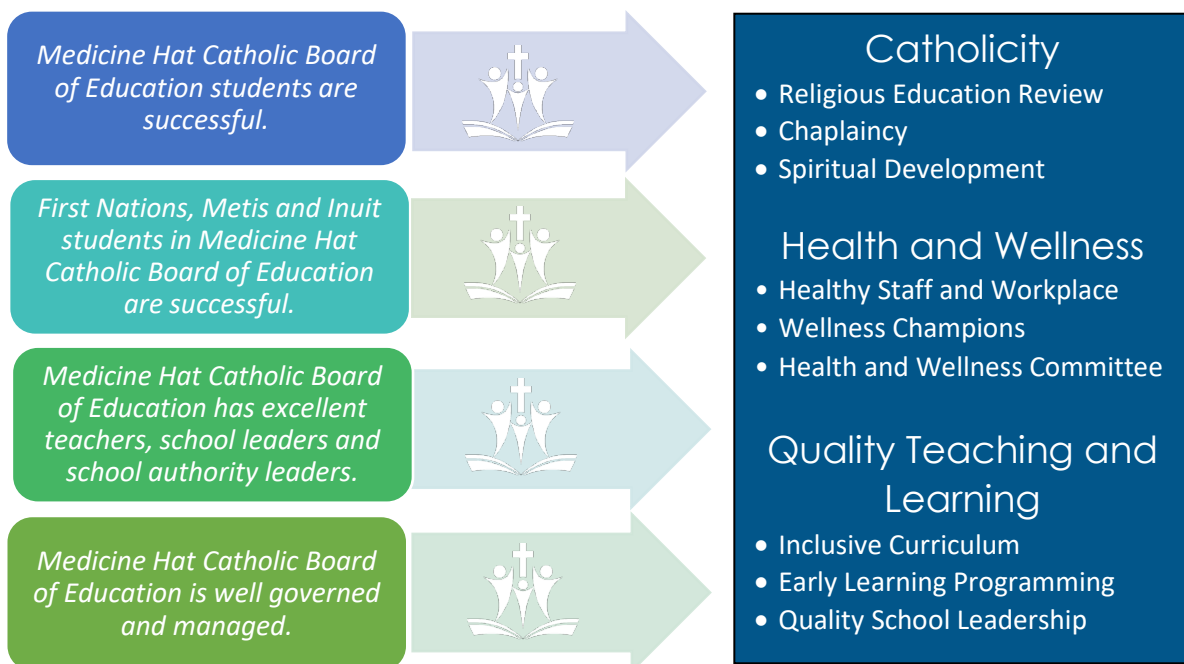 Medicine Hat Catholic Board
of Education students are
successful.
First Nations, Metis and Inuit
students in Medicine Hat
Catholic Board of Education
are successful.
Medicine Hat Catholic Board
of Education has excellent
teachers, school leaders and
school authority leaders.
Medicine Hat Catholic Board
of Education is well governed
and managed.
Catholicity
• Religious Education Review
• Chaplaincy
• Spiritual Development
Health and Wellness
• Healthy Staff and Workplace
• Wellness Champions
• Health and Wellness Committee
Quality Teaching and
Learning
• Inclusive Curriculum
• Early Learning Programming
• Quality School Leadership